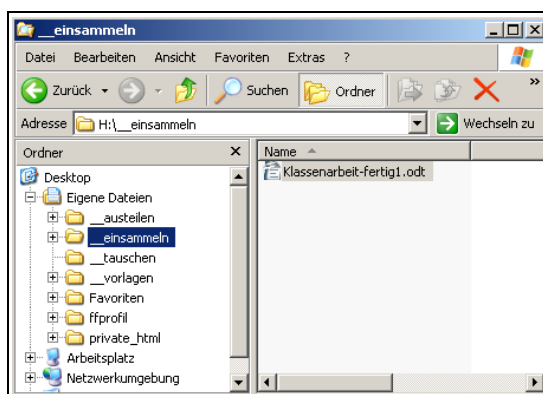 __einsammeln
Datei Bearbeiten Ansicht Favoriten Extras ?
Zurück Suchen Ordner »
Adresse H:\__einsammeln Wechseln zu
Ordner x Name
Desktop
Klassenarbeit-fertig1.odt
Eigene Dateien
__austeilen
__einsammeln
__tauschen
__vorlagen
Favoriten
ffprofil
private_html
Arbeitsplatz
Netzwerkumgebung